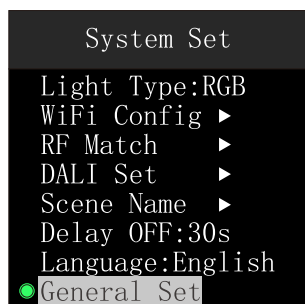 System Set
Light Type:RGB
WiFi Config ▶
RF Match ▶
DALI Set ▶
Scene Name ▶
Delay OFF:30s
Language:English
General Set